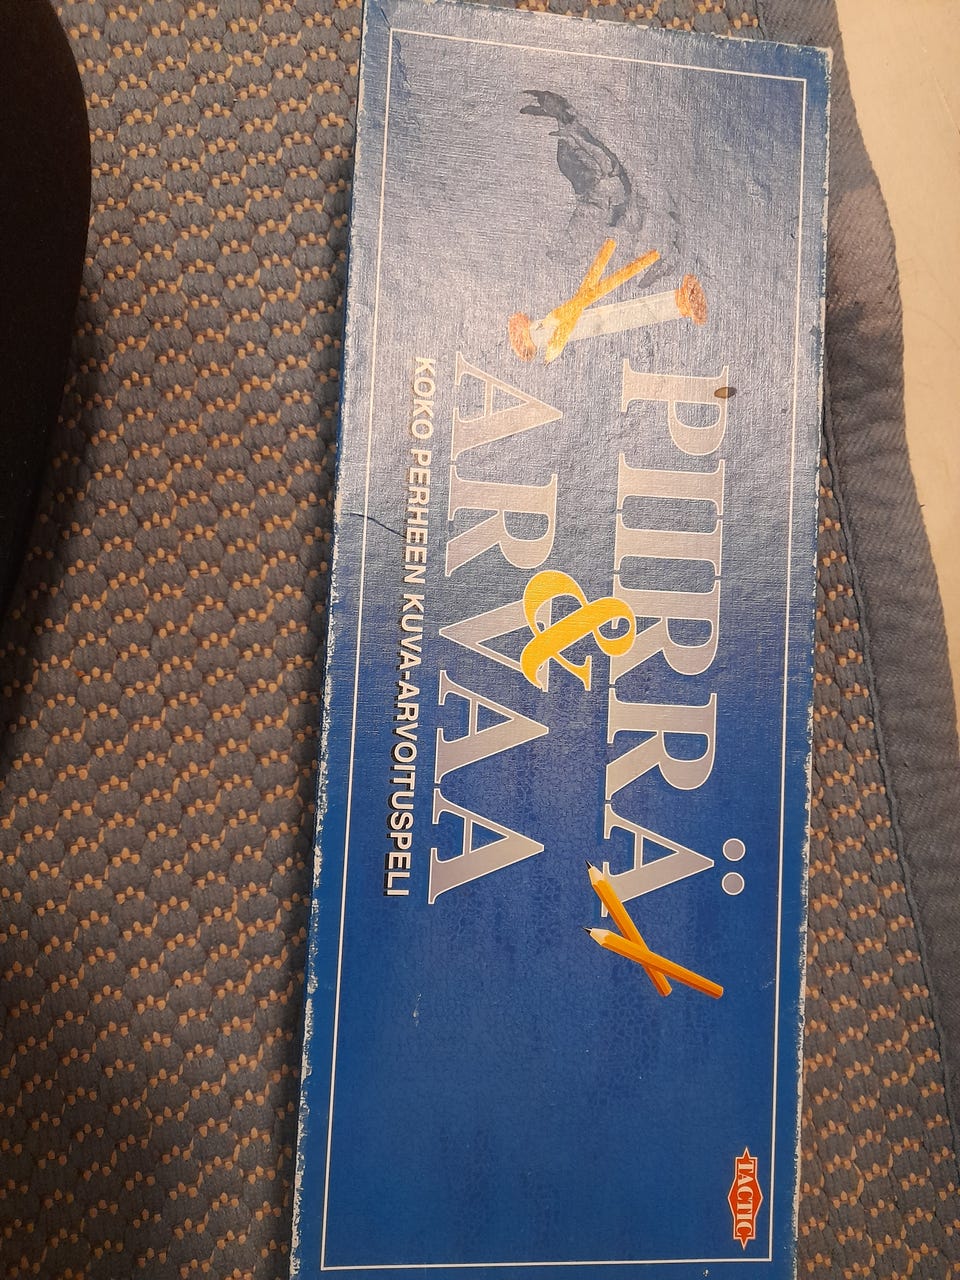 PIIRRÄ
&
ARVAA
KOKO PERHEEN KUVA-ARVOITUSPELI
TACTIC